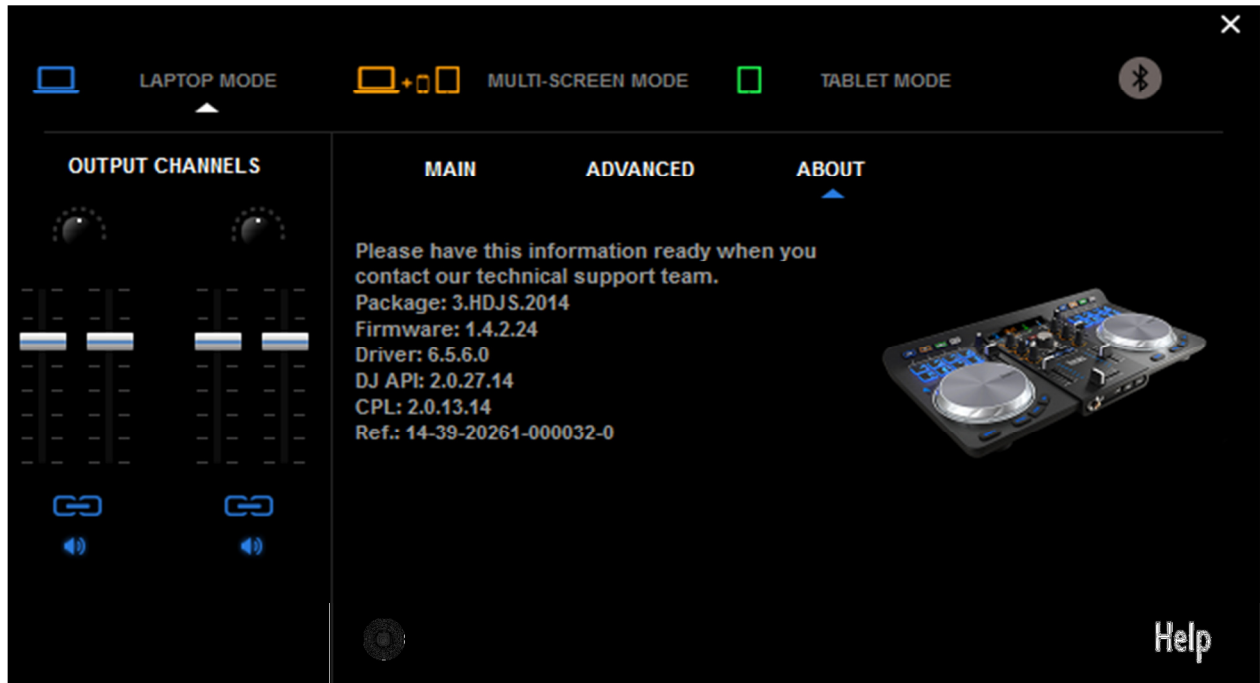 LAPTOP MODE
MULTI-SCREEN MODE
TABLET MODE
OUTPUT CHANNELS
MAIN
ADVANCED
ABOUT
Please have this information ready when you
contact our technical support team.
Package: 3.HDJS.2014
Firmware: 1.4.2.24
Driver: 6.5.6.0
DJ API: 2.0.27.14
CPL: 2.0.13.14
Ref.: 14-39-20261-000032-0
Help